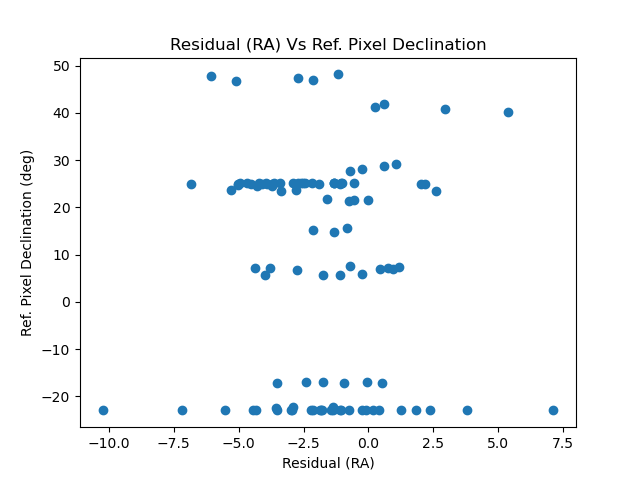 Residual (RA) Vs Ref. Pixel Declination
50
40
30
20
10
0
−10
−20
Ref. Pixel Declination (deg)
−10.0 −7.5 −5.0 −2.5 0.0 2.5 5.0 7.5
Residual (RA)